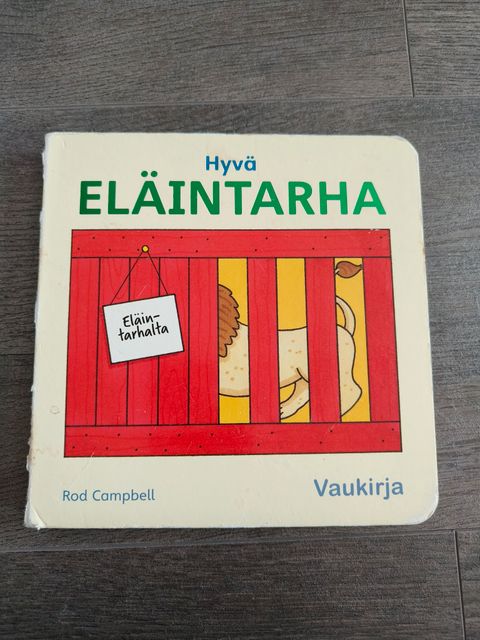 Hyvä
ELÄINTARHA
Eläin-
tarhalta
Rod Campbell
Vaukirja